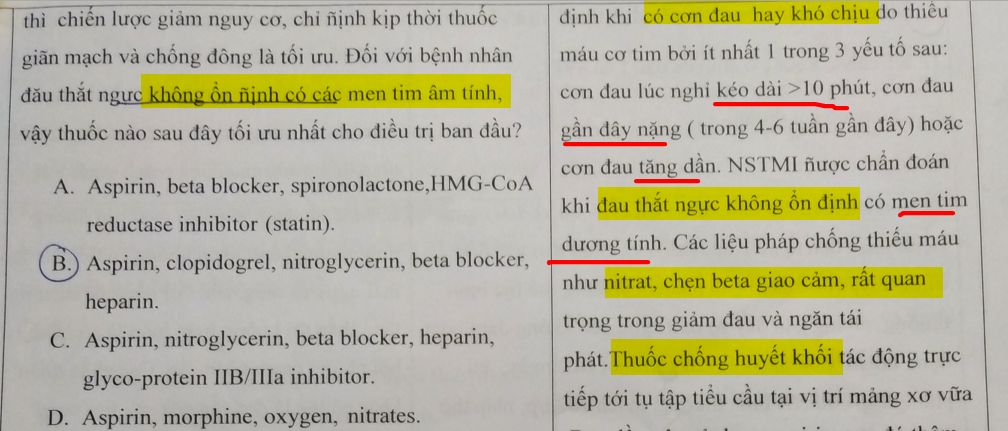 thì chiến lược giảm nguy cơ, chỉ ñịnh kịp thời thuốc
giãn mạch và chống đông là tối ưu. Đối với bệnh nhân
đău thắt ngực không ổn ñịnh có các men tim âm tính,
vậy thuốc nào sau đây tối ưu nhất cho điều trị ban đầu?
A. Aspirin, beta blocker, spironolactone,HMG-CoA
reductase inhibitor (statin).
B. Aspirin, clopidogrel, nitroglycerin, beta blocker,
heparin.
C. Aspirin, nitroglycerin, beta blocker, heparin,
glyco-protein IIB/IIIa inhibitor.
D. Aspirin, morphine, oxygen, nitrates.
định khi có cơn đau hay khó chịu do thiếu
máu cơ tim bởi ít nhất 1 trong 3 yếu tố sau:
cơn đau lúc nghỉ kéo dài >10 phút, cơn đau
gần đây nặng ( trong 4-6 tuần gần đây) hoặc
cơn đau tăng dần. NSTMI ñược chẩn đoán
khi đau thắt ngực không ổn định có men tim
dương tính. Các liệu pháp chống thiếu máu
như nitrat, chẹn beta giao cảm, rất quan
trọng trong giảm đau và ngăn tái
phát.Thuốc chống huyết khối tác động trực
tiếp tới tụ tập tiểu cầu tại vị trí mảng xơ vữa